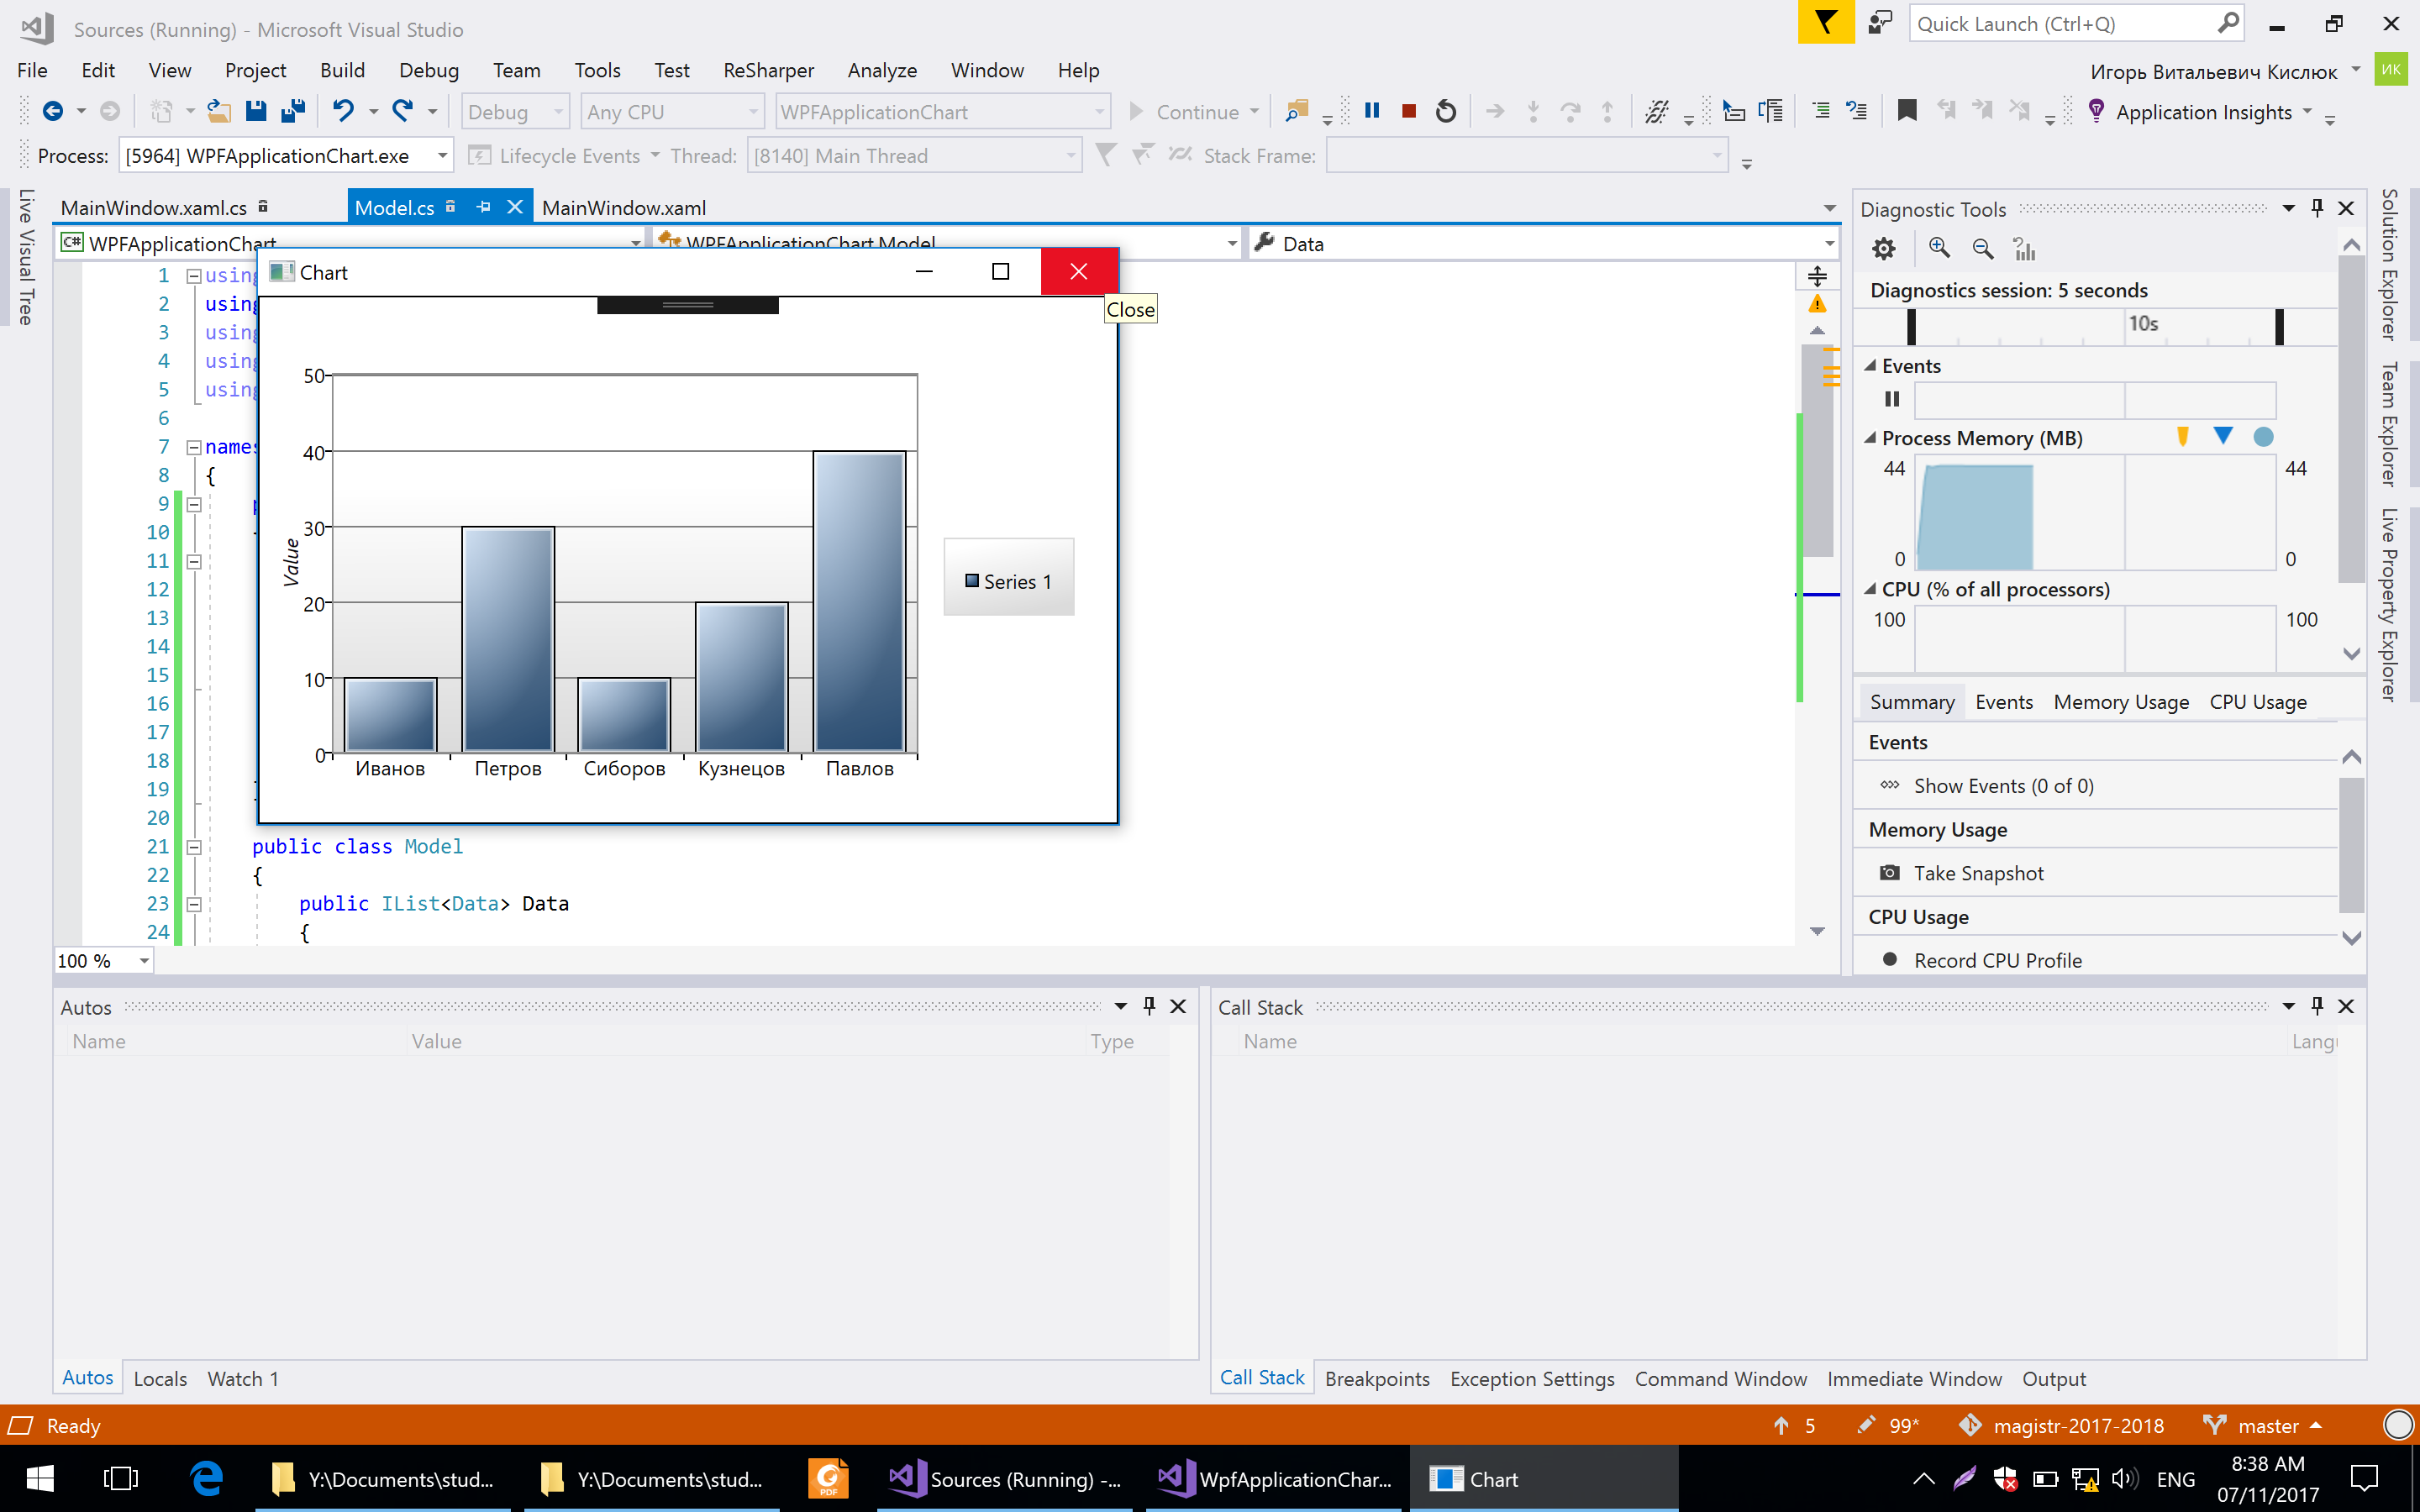 Sources (Running) - Microsoft Visual Studio
Quick Launch (Ctrl+Q)
File Edit View Project Build Debug Team Tools Test ReSharper Analyze Window Help
Игорь Витальевич Кислюк
ИК
Debug Any CPU WPFApplicationChart Continue Application Insights
Process: [5964] WPFApplicationChart.exe Lifecycle Events Thread: [8140] Main Thread Stack Frame:
Live Visual Tree
MainWindow.xaml.cs Model.cs MainWindow.xaml
C# WPFApplicationChart WPFApplicationChart.Model Data
1 using
2 using
3 using
4 using
5 using
6
7
8 {
9
10
11
12
13
14
15
16
17
18
19
20
21 public class Model
22 {
23 public IList<Data> Data
24 {
100 %
Chart
Close
50
40
30
20
10
0
Value
Иванов Петров Сиборов Кузнецов Павлов
Series 1
Diagnostic Tools
Diagnostics session: 5 seconds
10s
Events
Process Memory (MB)
44 44
0 0
CPU (% of all processors)
100 100
Summary Events Memory Usage CPU Usage
Events
Show Events (0 of 0)
Memory Usage
Take Snapshot
CPU Usage
Record CPU Profile
Solution Explorer
Team Explorer
Live Property Explorer
Autos
Name Value Type
Autos Locals Watch 1
Call Stack
Name
Call Stack Breakpoints Exception Settings Command Window Immediate Window Output
Ready
5 99* magistr-2017-2018 master
Y:\Documents\stud...
Y:\Documents\stud...
PDF
Sources (Running) -...
WpfApplicationChar...
Chart
ENG
8:38 AM
07/11/2017